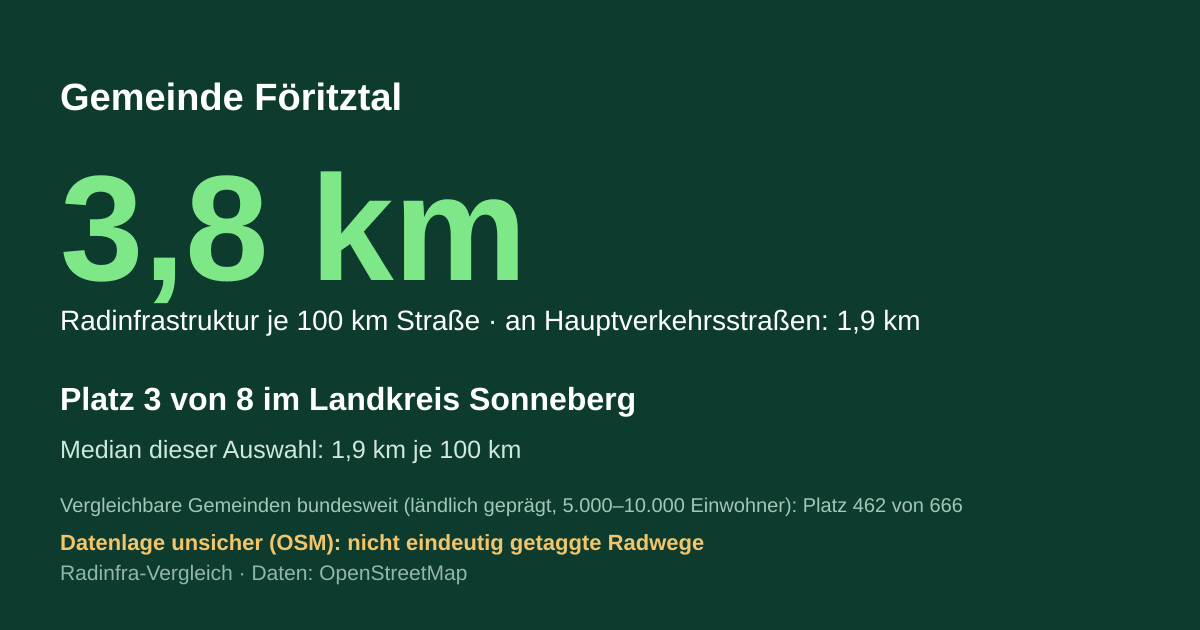 Gemeinde Föritztal
3,8 km
Radinfrastruktur je 100 km Straße · an Hauptverkehrsstraßen: 1,9 km
Platz 3 von 8 im Landkreis Sonneberg
Median dieser Auswahl: 1,9 km je 100 km
Vergleichbare Gemeinden bundesweit (ländlich geprägt, 5.000–10.000 Einwohner): Platz 462 von 666
Datenlage unsicher (OSM): nicht eindeutig getaggte Radwege
Radinfra-Vergleich · Daten: OpenStreetMap